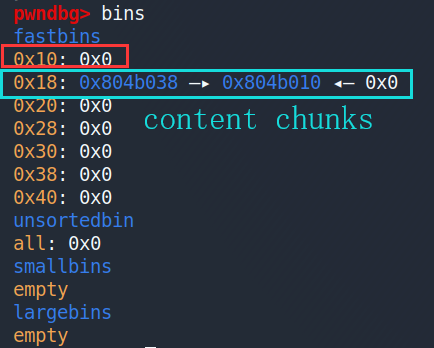 pwndbg> bins
fastbins
0x10: 0x0
0x18: 0x804b038 —▸ 0x804b010 ◂— 0x0
0x20: 0x0
0x28: 0x0
0x30: 0x0
0x38: 0x0
0x40: 0x0
content chunks
unsortedbin
all: 0x0
smallbins
empty
largebins
empty